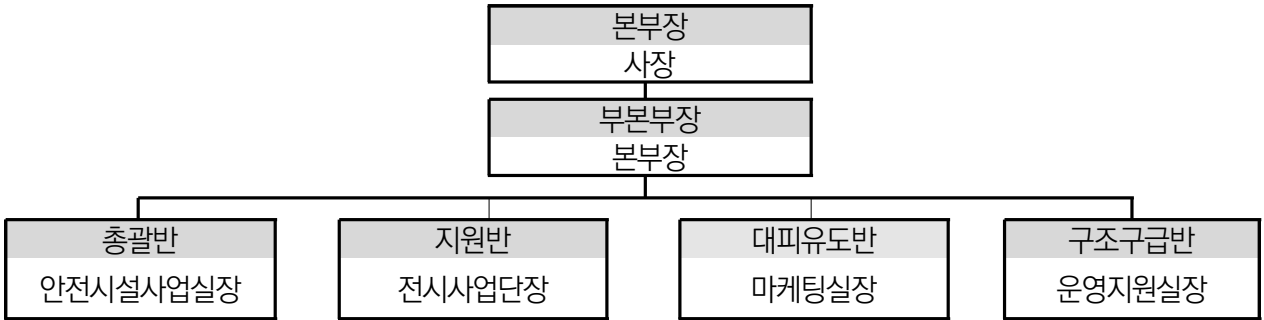 본부장
사장
부본부장
본부장
총괄반
안전시설사업실장
지원반
전시사업단장
대피유도반
마케팅실장
구조구급반
운영지원실장